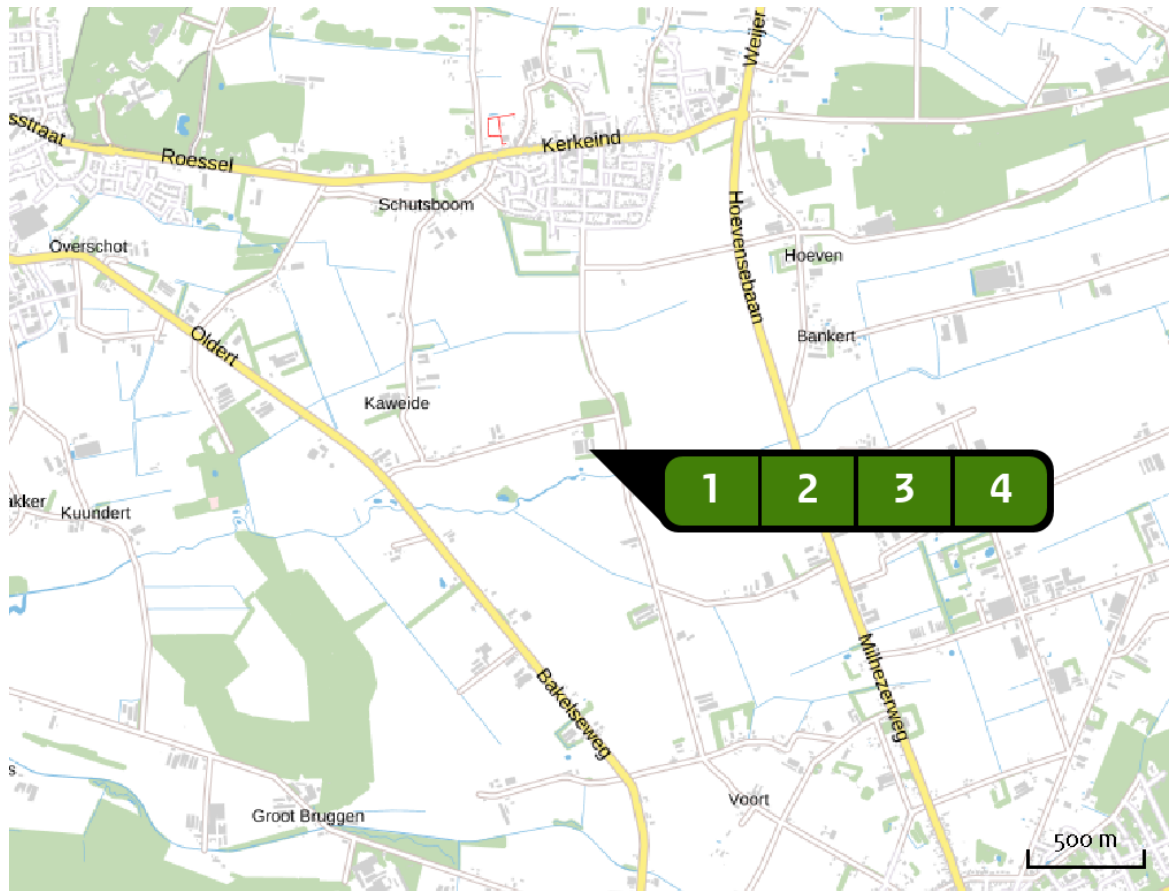 Weijer
sstraat
Roessel
Kerkeind
Schutsboom
Overschot
Hoevensebaan
Hoeven
Oldert
Bankert
Kaweide
1 2 3 4
akker
Kuundert
Milhezerweg
Bakelseweg
s
Voort
Groot Bruggen
500 m